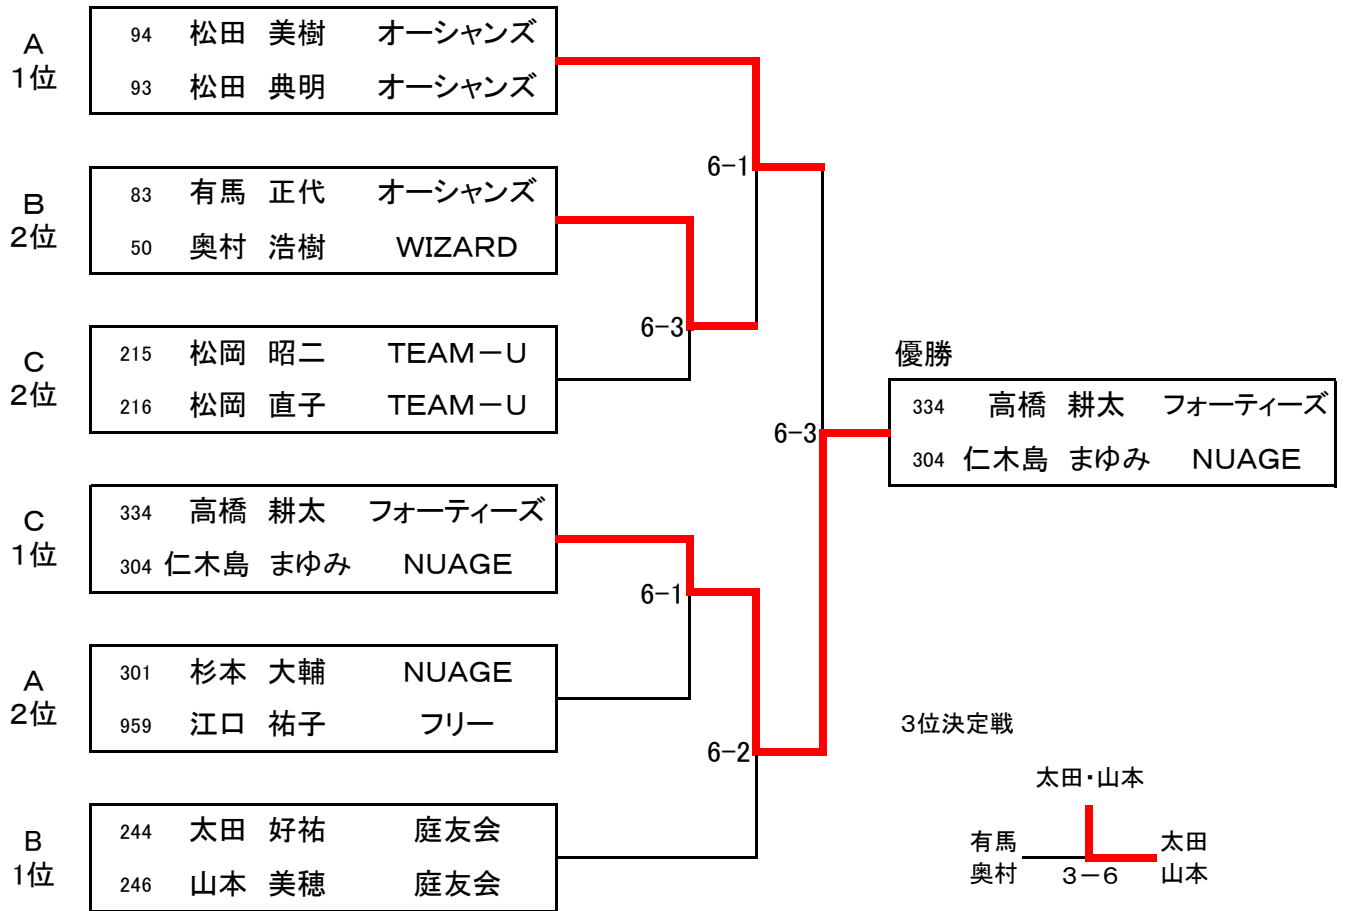 A
1位
94 松田 美樹 オーシャンズ
93 松田 典明 オーシャンズ
6-1
B
2位
83 有馬 正代 オーシャンズ
50 奥村 浩樹 WIZARD
6-3
C
2位
215 松岡 昭二 TEAM－U
216 松岡 直子 TEAM－U
優勝
334 高橋 耕太 フォーティーズ
304 仁木島 まゆみ NUAGE
6-3
C
1位
334 高橋 耕太 フォーティーズ
304 仁木島 まゆみ NUAGE
6-1
A
2位
301 杉本 大輔 NUAGE
959 江口 祐子 フリー
6-2
B
1位
244 太田 好祐 庭友会
246 山本 美穂 庭友会
3位決定戦
太田・山本
有馬 太田
奥村 3－6 山本